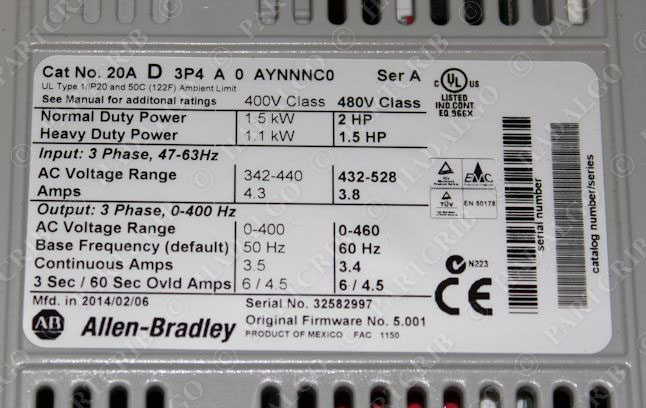 Cat No. 20A D 3P4 A 0 AYNNNC0 Ser A
UL Type 1/IP20 and 50C (122F) Ambient Limit
See Manual for additonal ratings 400V Class 480V Class
Normal Duty Power 1.5 kW 2 HP
Heavy Duty Power 1.1 kW 1.5 HP
Input: 3 Phase, 47-63Hz
AC Voltage Range 342-440 432-528
Amps 4.3 3.8
Output: 3 Phase, 0-400 Hz
AC Voltage Range 0-400 0-460
Base Frequency (default) 50 Hz 60 Hz
Continuous Amps 3.5 3.4
3 Sec / 60 Sec Ovld Amps 6 / 4.5 6 / 4.5
Mfd. in 2014/02/06 Serial No. 32582997
AB Allen-Bradley Original Firmware No. 5.001
PRODUCT OF MEXICO FAC 1150
C UL US
LISTED
IND.CONT.
EQ 966X
EMC
TÜV EN 50178
N223
CE
serial number
catalog number/series
PARTCRIB
HADALGO